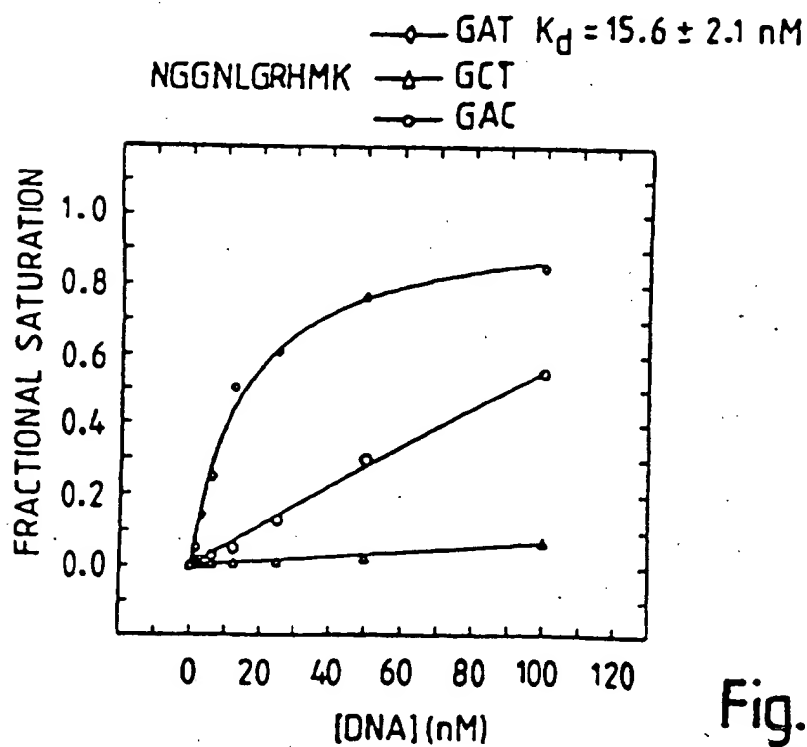 GAT Kd = 15.6 ± 2.1 nM
NGGNLGRHMK GCT
GAC
FRACTIONAL SATURATION
1.0
0.8
0.6
0.4
0.2
0.0
0 20 40 60 80 100 120
[DNA] (nM)
Fig.